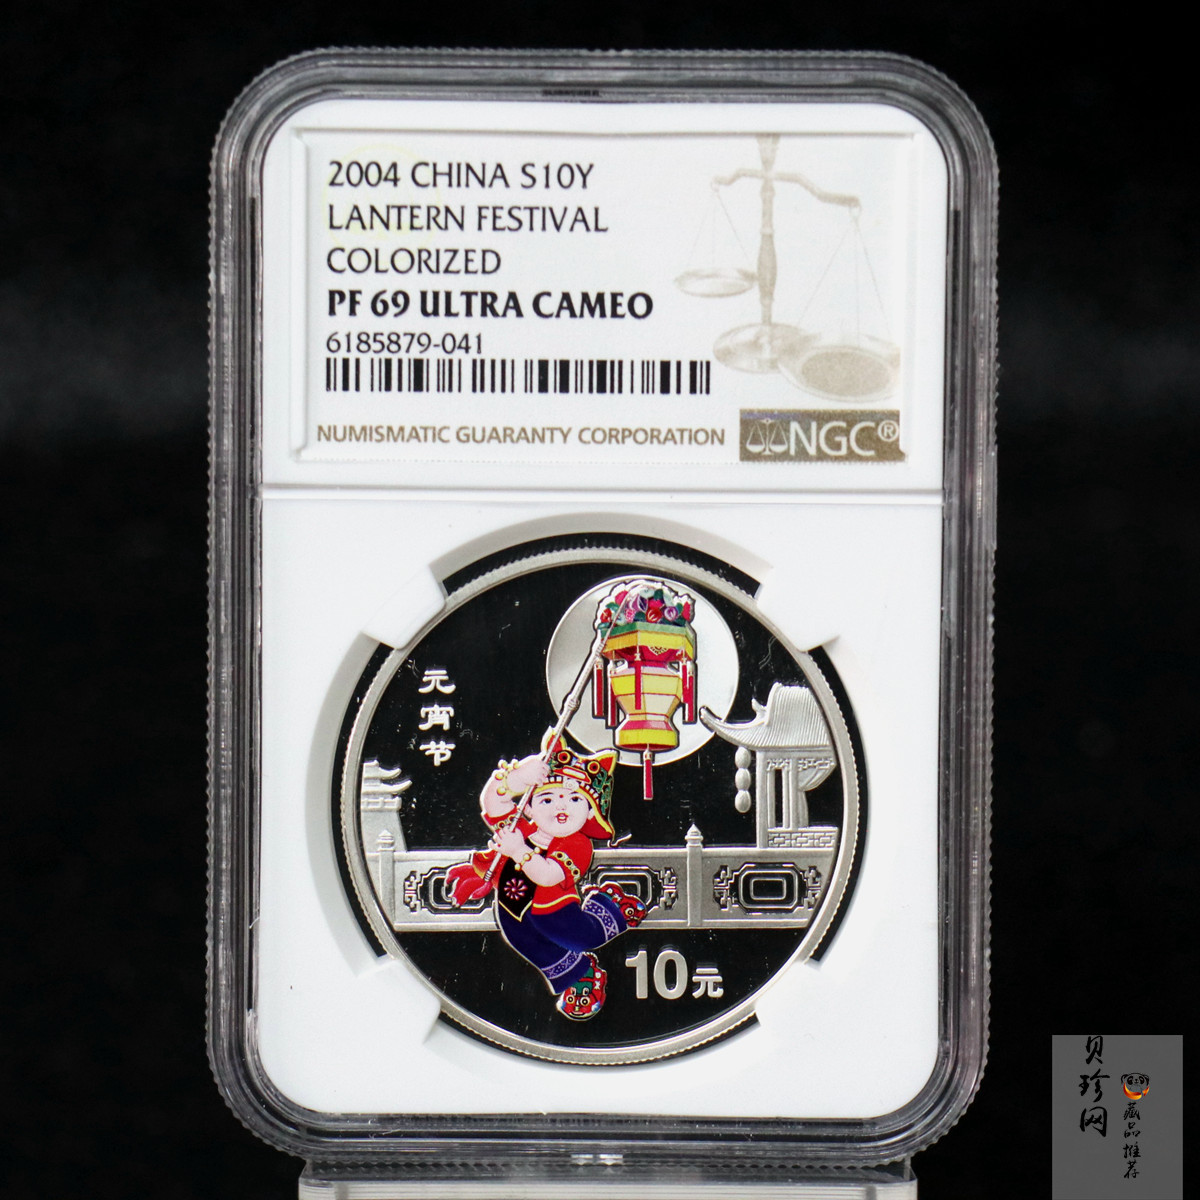 2004 CHINA S10Y
LANTERN FESTIVAL
COLORIZED
PF 69 ULTRA CAMEO
6185879-041
NUMISMATIC GUARANTY CORPORATION
NGC®
元宵节
10元
贝珍网
藏品推荐